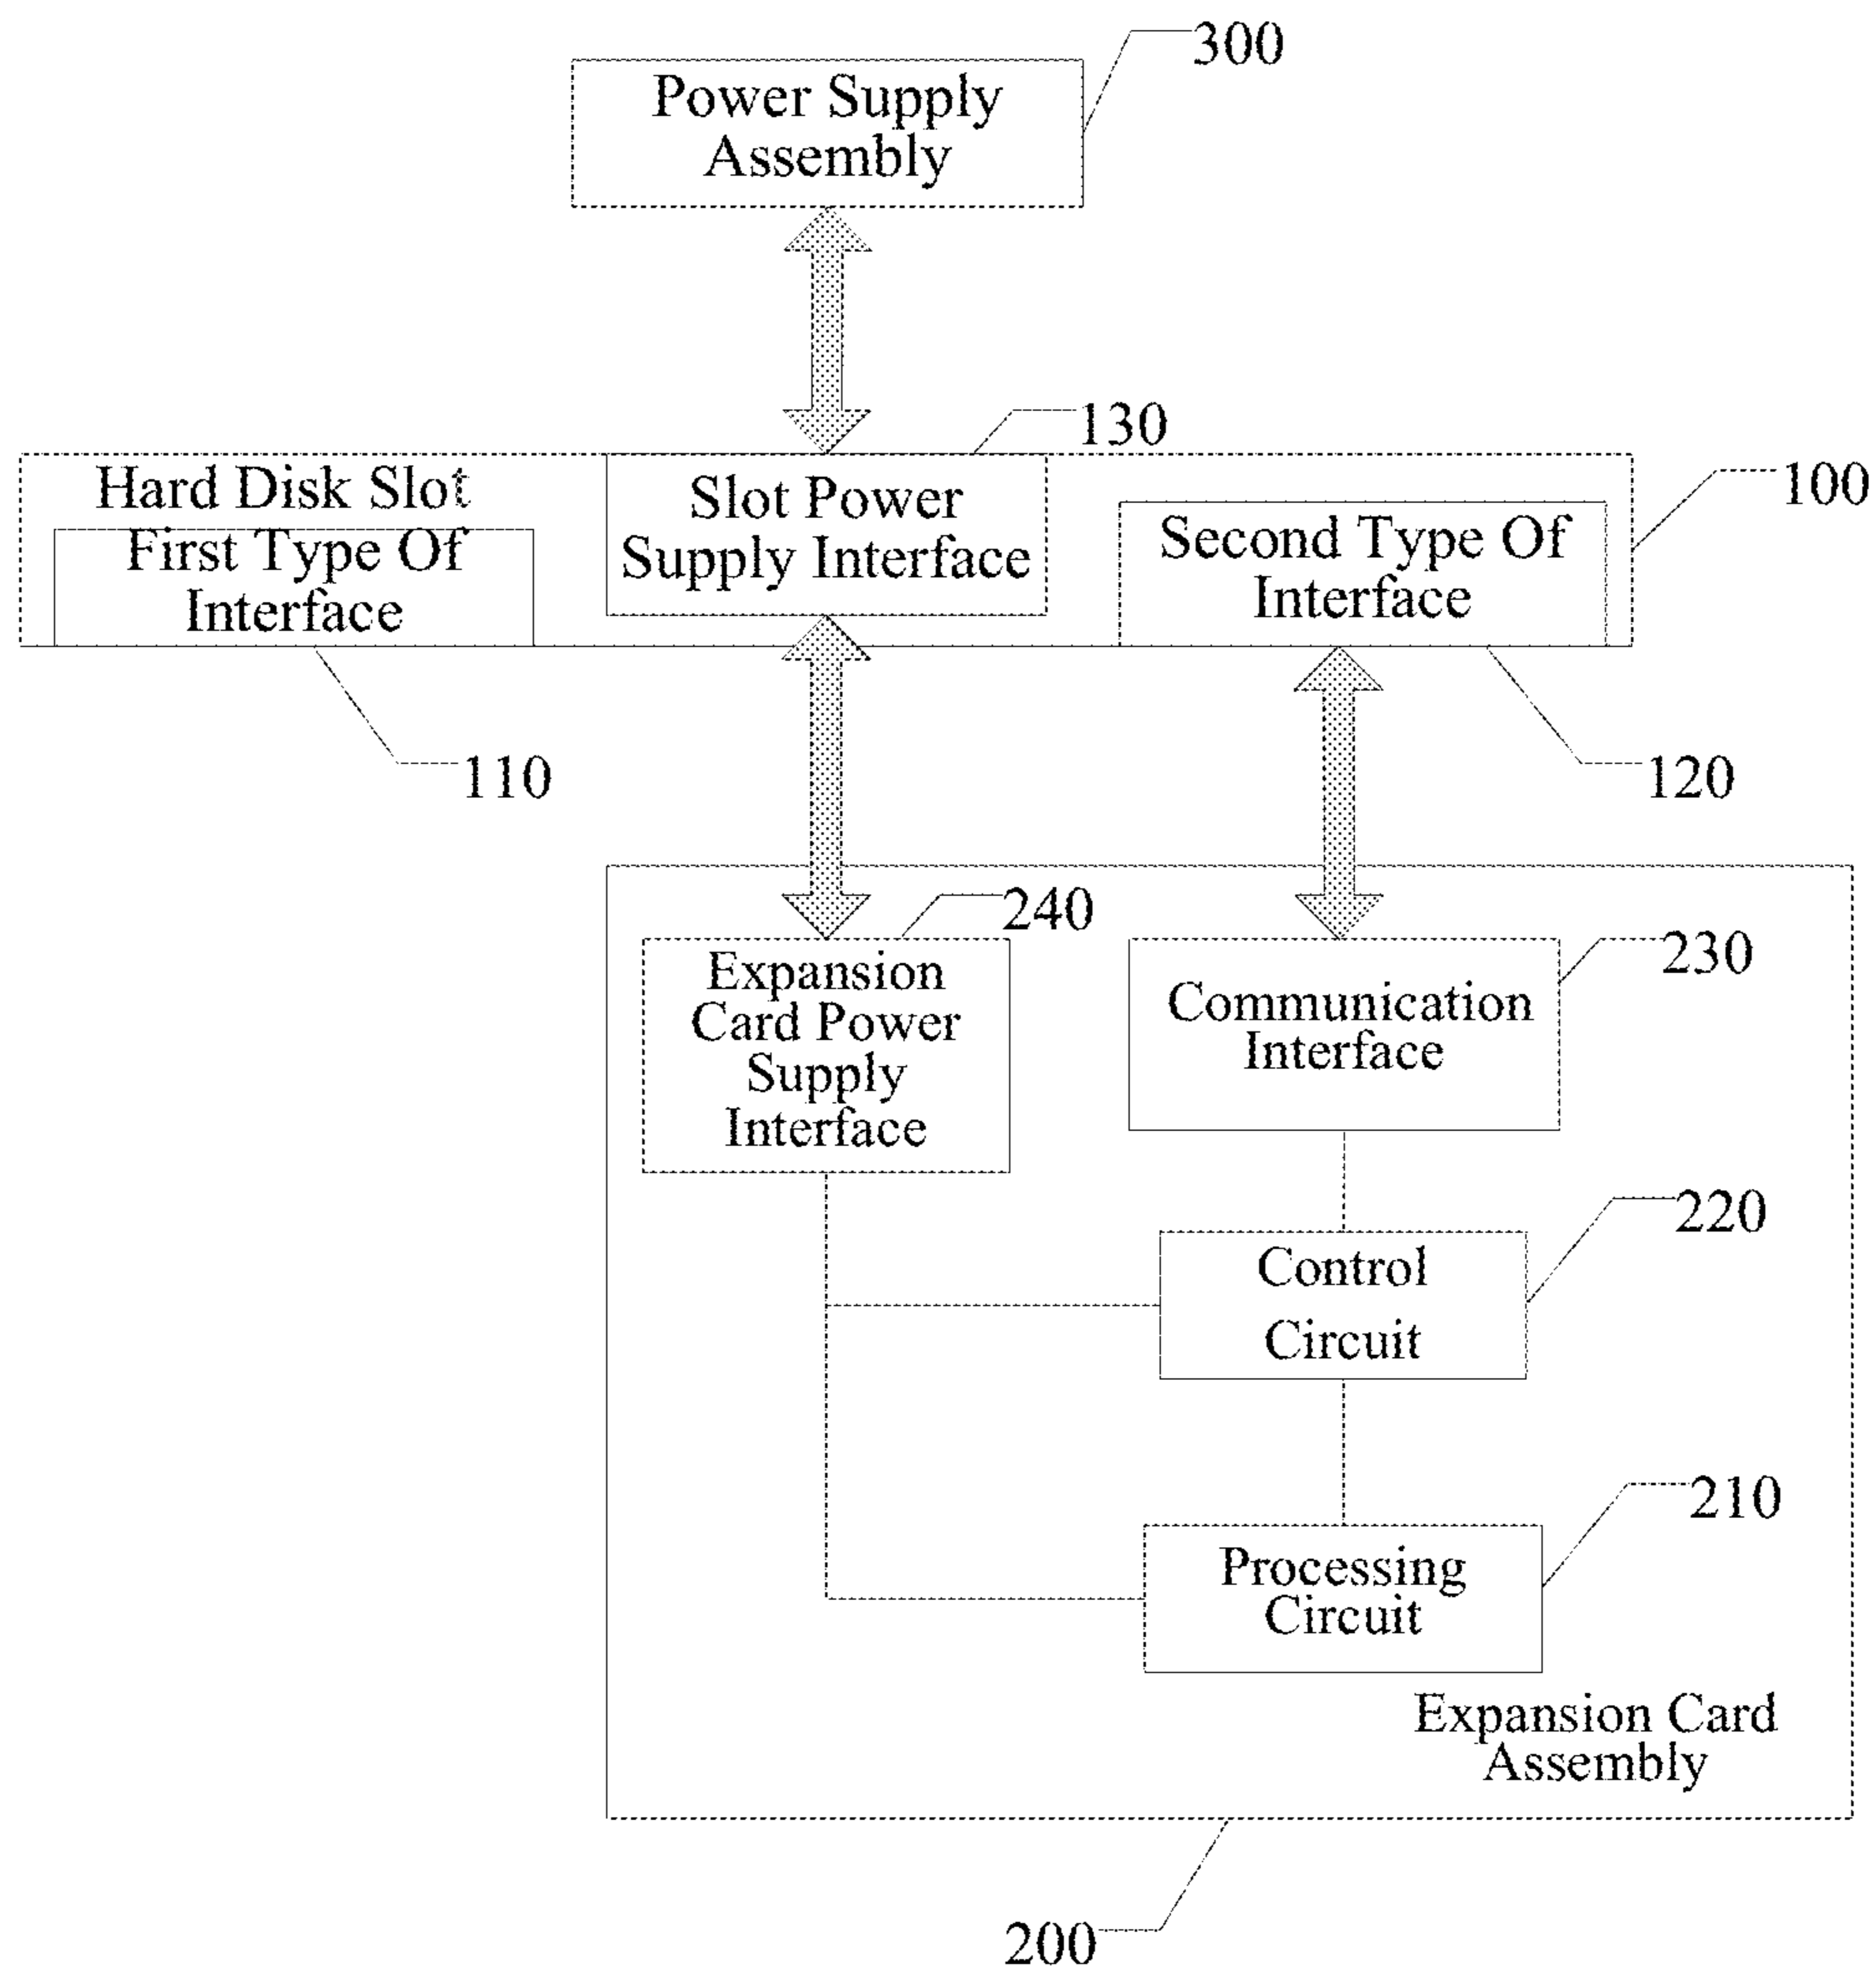 300
Power Supply
Assembly
130
100
Hard Disk Slot
First Type Of
Interface
Slot Power
Supply Interface
Second Type Of
Interface
110
120
240
230
Expansion
Card Power
Supply
Interface
Communication
Interface
220
Control
Circuit
210
Processing
Circuit
Expansion Card
Assembly
200